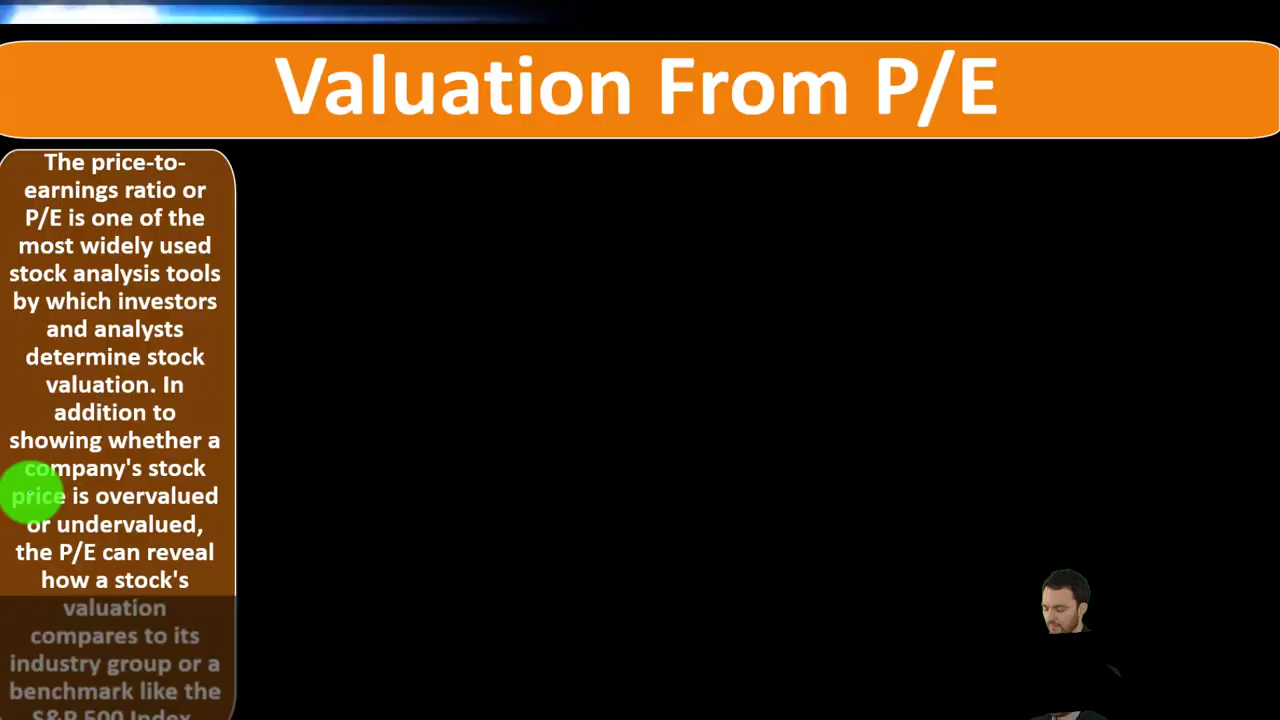 Valuation From P/E
The price-to-
earnings ratio or
P/E is one of the
most widely used
stock analysis tools
by which investors
and analysts
determine stock
valuation. In
addition to
showing whether a
company's stock
price is overvalued
or undervalued,
the P/E can reveal
how a stock's
valuation
compares to its
industry group or a
benchmark like the
S&P 500 Index.